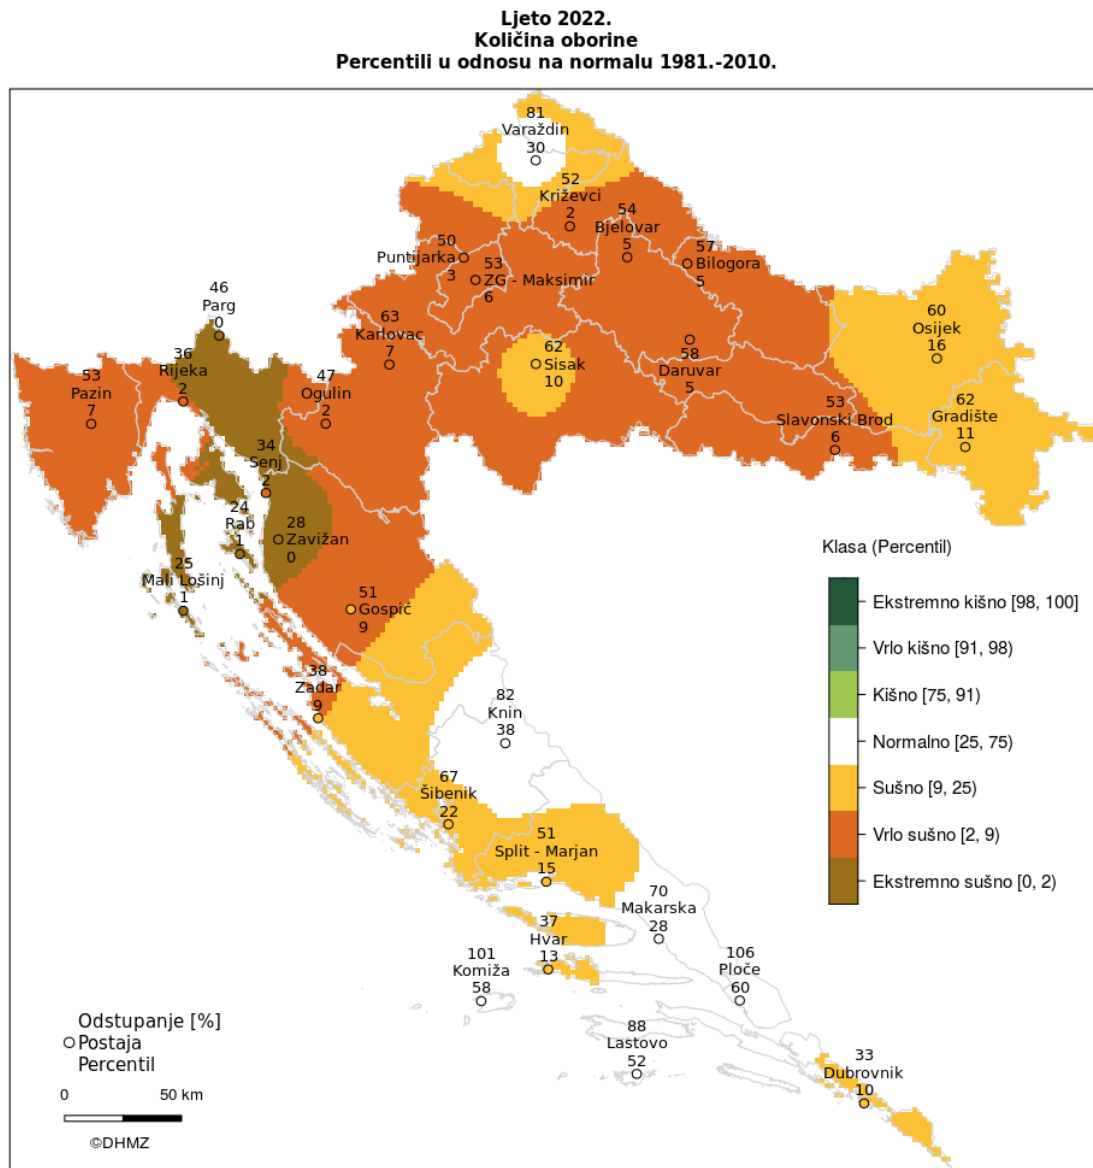 Ljeto 2022.
Količina oborine
Percentili u odnosu na normalu 1981.-2010.
81
Varaždin
30
52
Križevci
2
54
Bjelovar
5
57
Bilogora
5
50
Puntijarka
3
53
ZG - Maksimir
6
46
Parg
0
63
Karlovac
7
36
Rijeka
2
53
Pazin
7
47
Ogulin
2
62
Sisak
10
58
Daruvar
5
60
Osijek
16
53
Slavonski Brod
6
62
Gradište
11
34
Senj
2
24
Rab
1
28
Zavižan
0
25
Mali Lošinj
1
51
Gospić
9
38
Zadar
9
82
Knin
38
67
Šibenik
22
51
Split - Marjan
15
70
Makarska
28
37
Hvar
13
101
Komiža
58
106
Ploče
60
88
Lastovo
52
33
Dubrovnik
10
Klasa (Percentil)
Ekstremno kišno [98, 100]
Vrlo kišno [91, 98)
Kišno [75, 91)
Normalno [25, 75)
Sušno [9, 25)
Vrlo sušno [2, 9)
Ekstremno sušno [0, 2)
Odstupanje [%]
Postaja
Percentil
0 50 km
©DHMZ